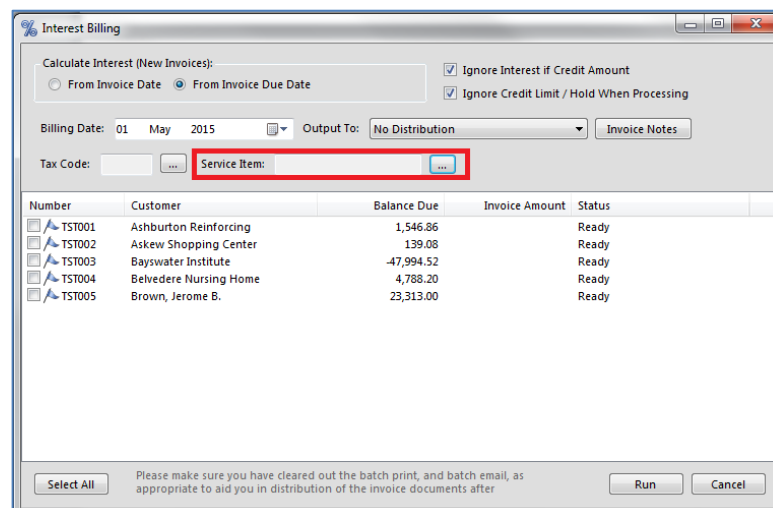 Interest Billing
Calculate Interest (New Invoices):
From Invoice Date From Invoice Due Date
Ignore Interest if Credit Amount
Ignore Credit Limit / Hold When Processing
Billing Date: 01 May 2015 Output To: No Distribution Invoice Notes
Tax Code: ... Service Item: ...
Number Customer Balance Due Invoice Amount Status
TST001 Ashburton Reinforcing 1,546.86 Ready
TST002 Askew Shopping Center 139.08 Ready
TST003 Bayswater Institute -47,994.52 Ready
TST004 Belvedere Nursing Home 4,788.20 Ready
TST005 Brown, Jerome B. 23,313.00 Ready
Select All
Please make sure you have cleared out the batch print, and batch email, as
appropriate to aid you in distribution of the invoice documents after
Run Cancel